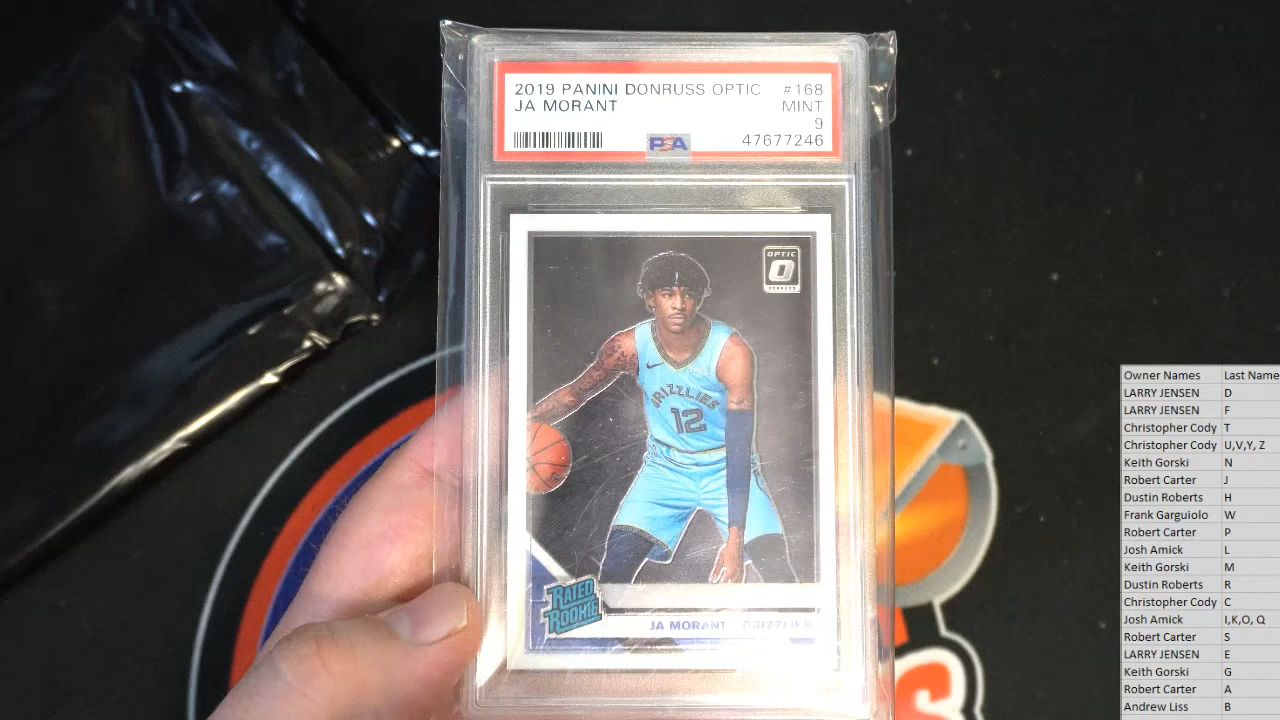 2019 PANINI DONRUSS OPTIC #168
JA MORANT MINT
9
PSA 47677246
OPTIC
O
DONRUSS
GRIZZLIES
12
RATED
ROOKIE
JA MORANT GRIZZLIES
S
Owner Names Last Name
LARRY JENSEN D
LARRY JENSEN F
Christopher Cody T
Christopher Cody U,V,Y, Z
Keith Gorski N
Robert Carter J
Dustin Roberts H
Frank Garguiolo W
Robert Carter P
Josh Amick L
Keith Gorski M
Dustin Roberts R
Christopher Cody C
Josh Amick I,X,O, Q
Robert Carter S
LARRY JENSEN E
Keith Gorski G
Robert Carter A
Andrew B